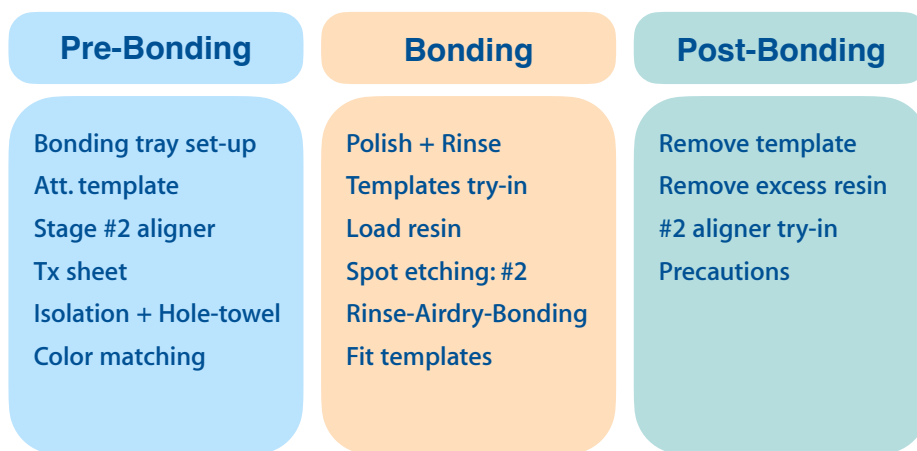 Pre-Bonding
Bonding tray set-up
Att. template
Stage #2 aligner
Tx sheet
Isolation + Hole-towel
Color matching
Bonding
Polish + Rinse
Templates try-in
Load resin
Spot etching: #2
Rinse-Airdry-Bonding
Fit templates
Post-Bonding
Remove template
Remove excess resin
#2 aligner try-in
Precautions